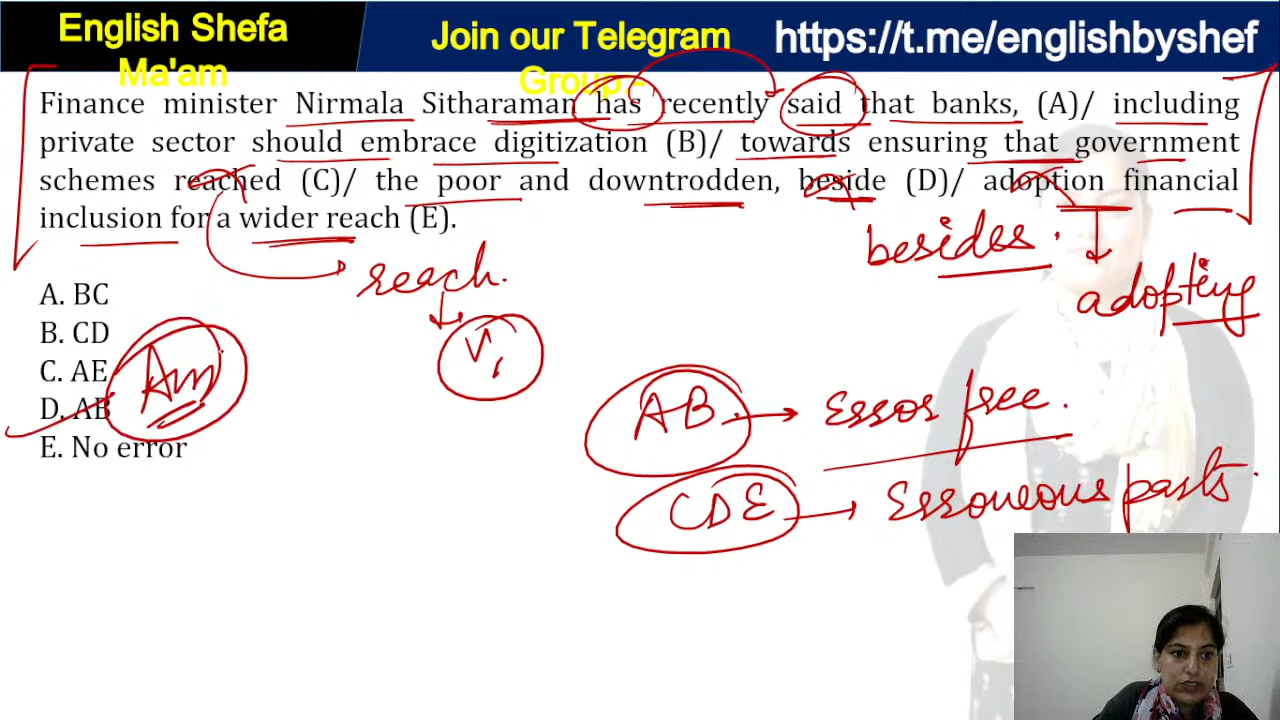 English Shefa Ma'am
Join our Telegram Group -
https://t.me/englishbyshef
Finance minister Nirmala Sitharaman has recently said that banks, (A)/ including
private sector should embrace digitization (B)/ towards ensuring that government
schemes reached (C)/ the poor and downtrodden, beside (D)/ adoption financial
inclusion for a wider reach (E).
besides.
reach.
adopting
V1
A. BC
B. CD
C. AE
D. AB
E. No error
Ans
AB → Error free.
CDE → Erroneous parts.